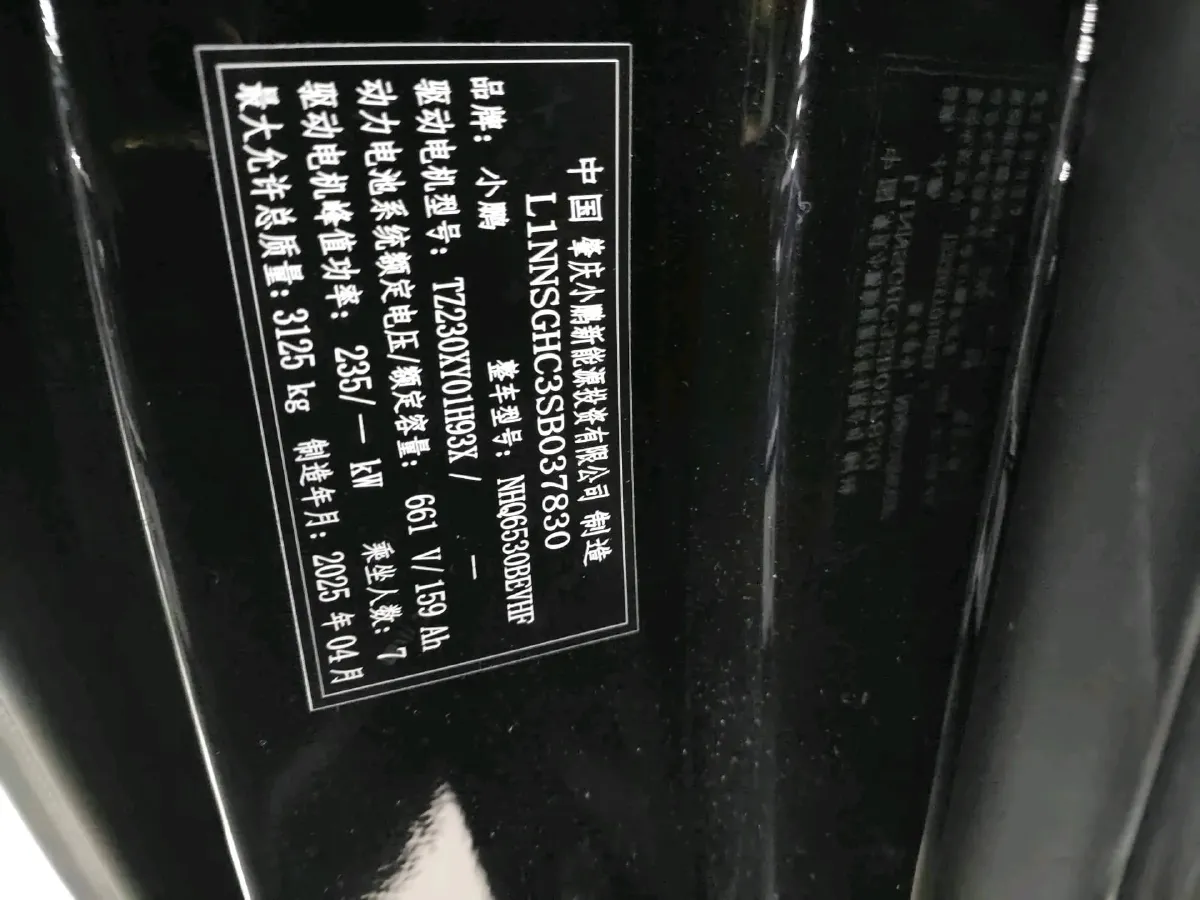 中国 肇庆小鹏新能源投资有限公司 制造
L1NNSGHC3SB037830
品牌: 小鹏 整车型号: NHQ6530BEVHF
驱动电机型号: TZ230XY01H93X/ —
动力电池系统额定电压/额定容量: 661 V/159 Ah
驱动电机峰值功率: 235/— kW 乘坐人数: 7
最大允许总质量: 3125 kg 制造年月: 2025 年 04 月